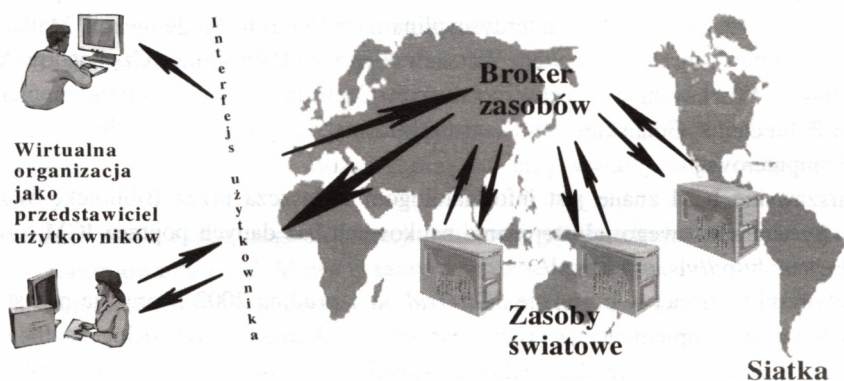 Interfejs użytkownika
Broker
zasobów
Wirtualna
organizacja
jako
przedstawiciel
użytkowników
Zasoby
światowe
Siatka